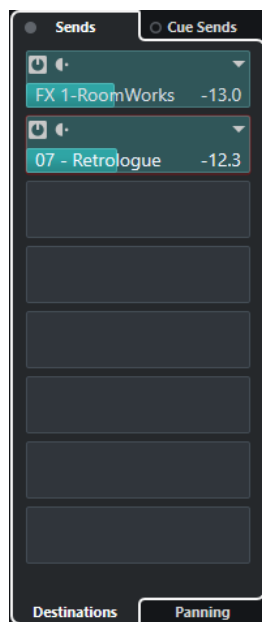 Sends Cue Sends
FX 1-RoomWorks -13.0
07 - Retrologue -12.3
Destinations Panning